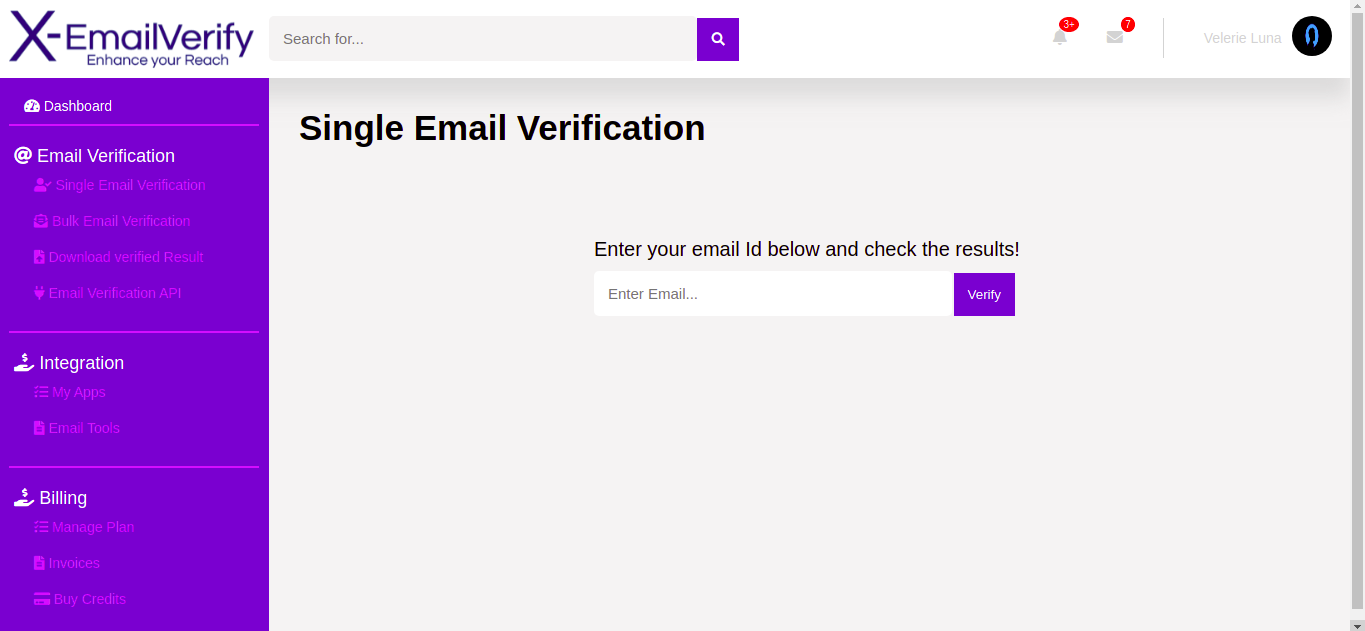 X-EmailVerify
Enhance your Reach
Search for...
3+
7
Velerie Luna
Dashboard
Email Verification
Single Email Verification
Bulk Email Verification
Download verified Result
Email Verification API
Integration
My Apps
Email Tools
Billing
Manage Plan
Invoices
Buy Credits
Single Email Verification
Enter your email Id below and check the results!
Enter Email...
Verify